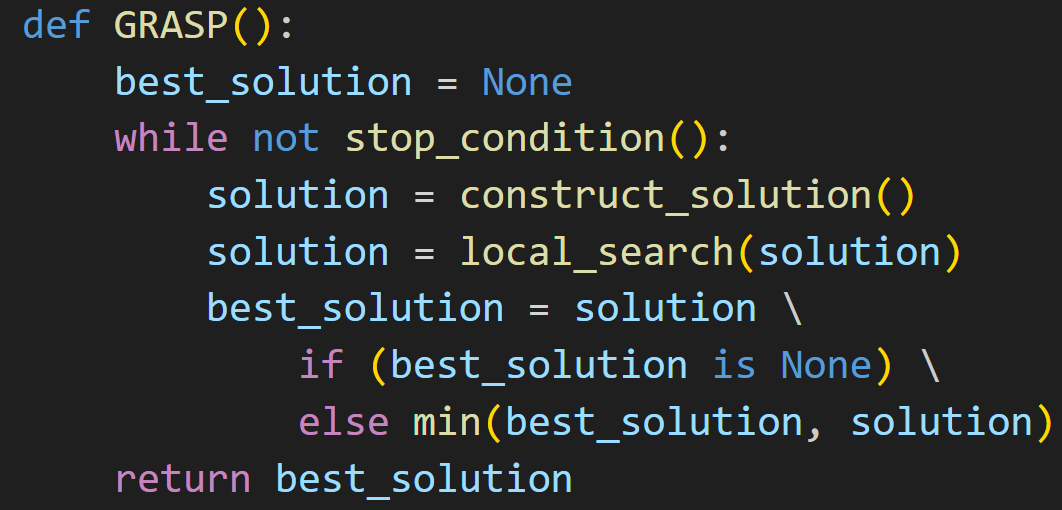 def GRASP():
    best_solution = None
    while not stop_condition():
        solution = construct_solution()
        solution = local_search(solution)
        best_solution = solution \
            if (best_solution is None) \
            else min(best_solution, solution)
    return best_solution